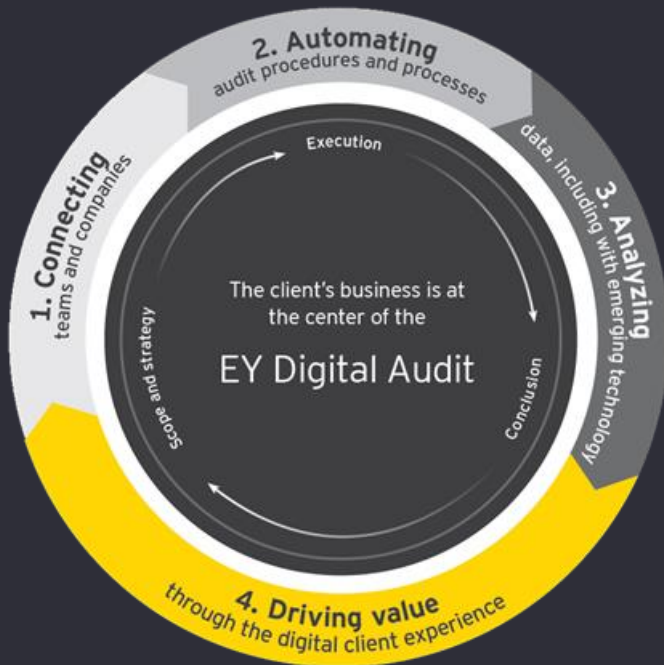 1. Connecting
teams and companies
2. Automating
audit procedures and processes
3. Analyzing
data, including with emerging technology
4. Driving value
through the digital client experience
Scope and strategy
Execution
Conclusion
The client's business is at
the center of the
EY Digital Audit